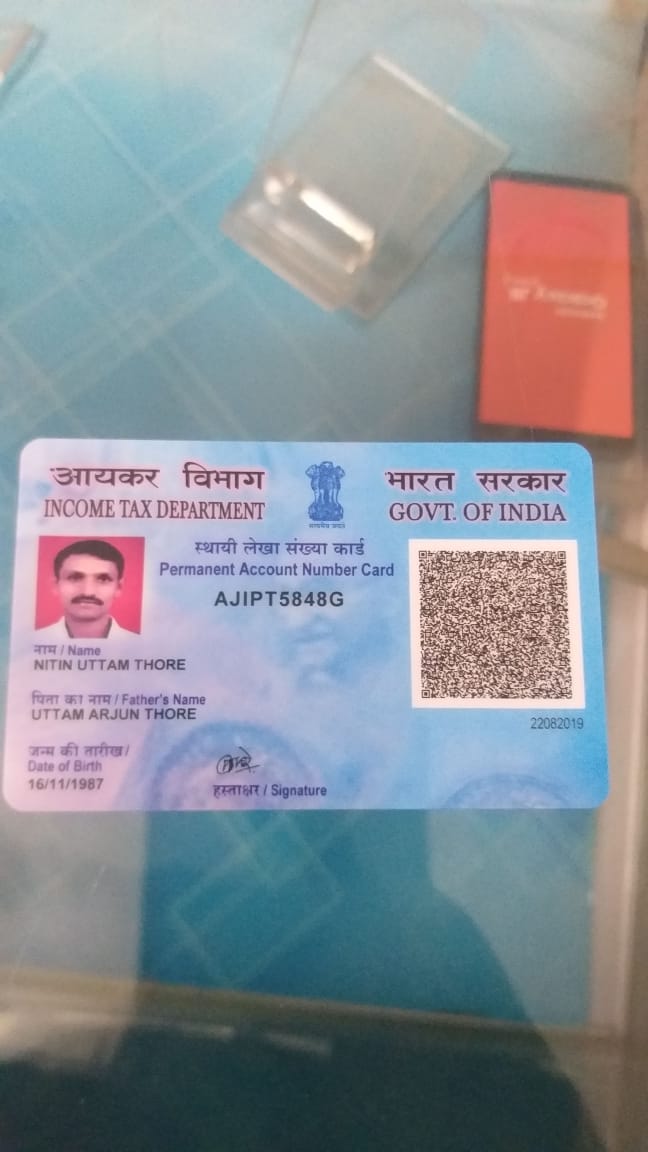 आयकर विभाग
INCOME TAX DEPARTMENT
भारत सरकार
GOVT. OF INDIA
सत्यमेव जयते
स्थायी लेखा संख्या कार्ड
Permanent Account Number Card
AJIPT5848G
नाम / Name
NITIN UTTAM THORE
पिता का नाम / Father's Name
UTTAM ARJUN THORE
जन्म की तारीख /
Date of Birth
16/11/1987
हस्ताक्षर / Signature
22082019